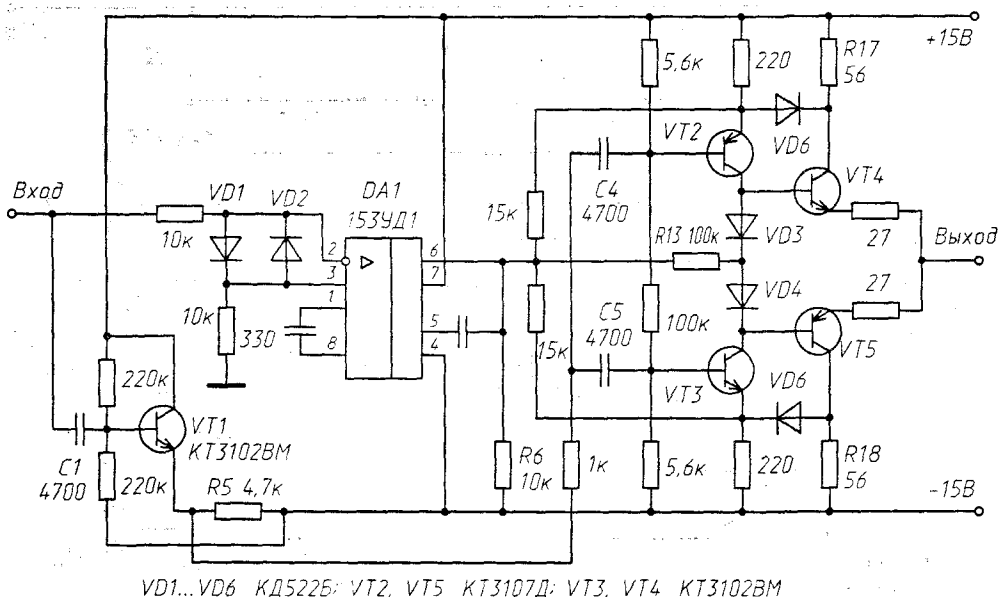 +15В
5,6к
220
R17
56
VT2
VD6
VT4
Вход
VD1
VD2
DA1
153УД1
C4
4700
15к
10к
27
R13 100к
VD3
Выход
2
3
1
8
6
7
5
4
27
VD4
10к
330
C5
4700
100к
15к
VT5
220к
VT3
VD6
VT1
КТ3102ВМ
C1
4700
220к
R5 4,7к
R6
10к
1к
5,6к
220
R18
56
-15В
VD1...VD6 КД522Б; VT2, VT5 КТ3107Д; VT3, VT4 КТ3102ВМ